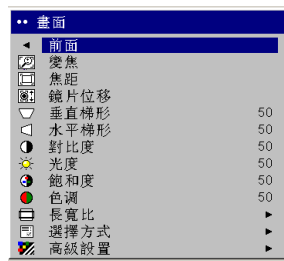 畫面
前面
變焦
焦距
鏡片位移
垂直梯形 50
水平梯形 50
對比度 50
光度 50
飽和度 50
色调 50
長寬比
選擇方式
高級設置